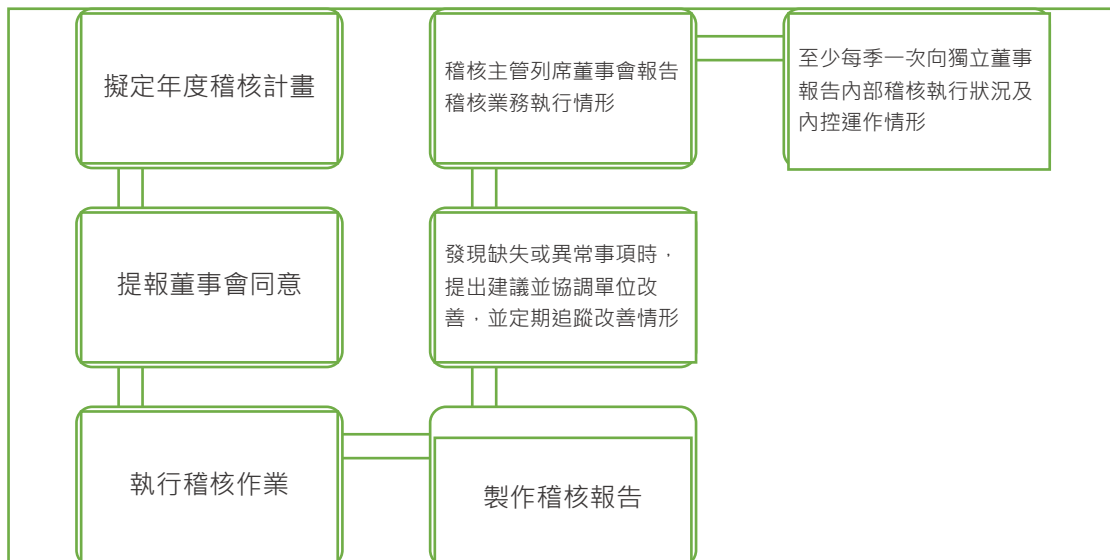 擬定年度稽核計畫
提報董事會同意
執行稽核作業
製作稽核報告
發現缺失或異常事項時，
提出建議並協調單位改
善，並定期追蹤改善情形
稽核主管列席董事會報告
稽核業務執行情形
至少每季一次向獨立董事
報告內部稽核執行狀況及
內控運作情形